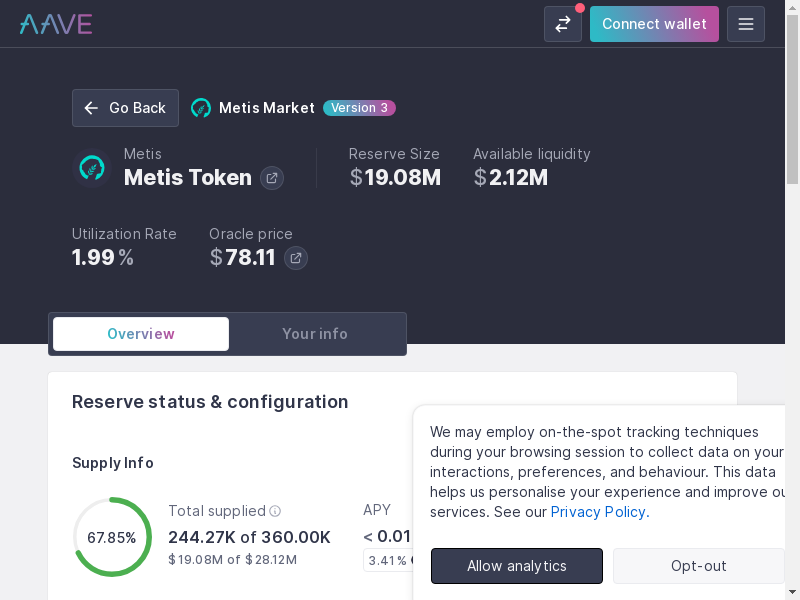 AAVE
Connect wallet
Go Back
Metis Market
Version 3
Metis
Metis Token
Reserve Size
$19.08M
Available liquidity
$2.12M
Utilization Rate
1.99%
Oracle price
$78.11
Overview
Your info
Reserve status & configuration
Supply Info
67.85%
Total supplied
244.27K of 360.00K
$19.08M of $28.12M
APY
< 0.01
3.41%
We may employ on-the-spot tracking techniques
during your browsing session to collect data on your
interactions, preferences, and behaviour. This data
helps us personalise your experience and improve
services. See our Privacy Policy.
Allow analytics
Opt-out